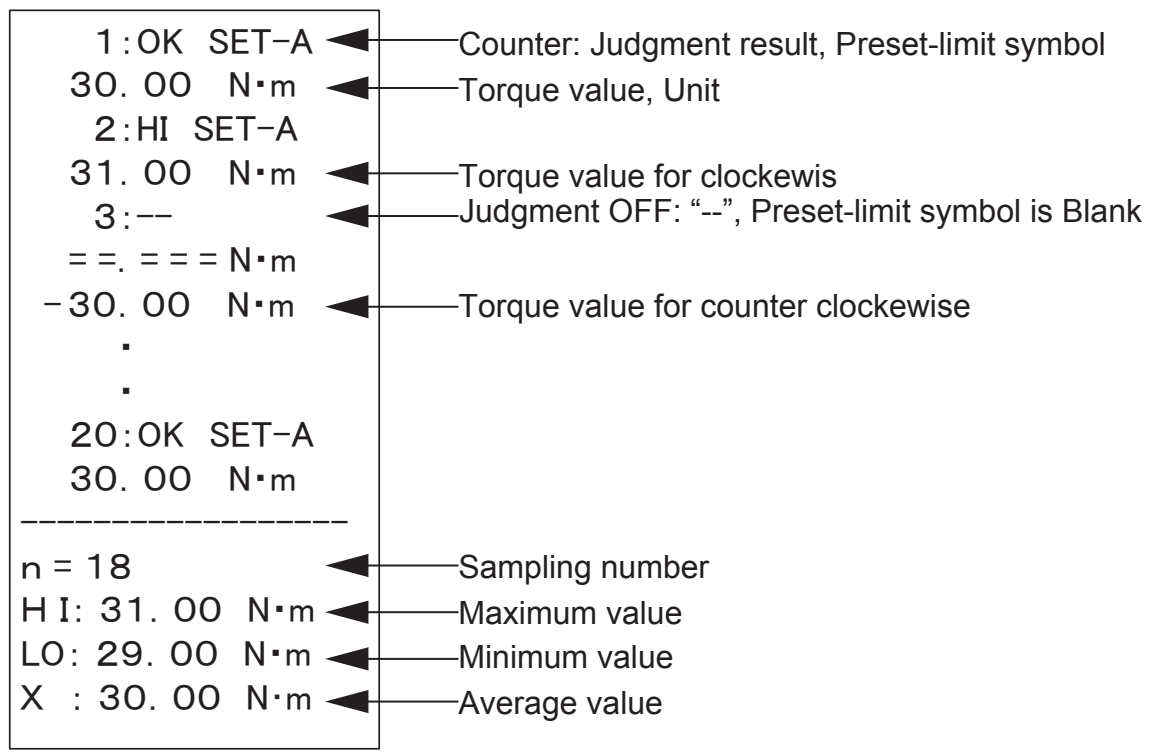 1:OK SET-A Counter: Judgment result, Preset-limit symbol
30.00 N▪m Torque value, Unit
2:HI SET-A
31.00 N▪m Torque value for clockewis
3:-- Judgment OFF: “--”, Preset-limit symbol is Blank
==.===N▪m
-30.00 N▪m Torque value for counter clockewise
▪
▪
20:OK SET-A
30.00 N▪m
------------------
n=18 Sampling number
HI: 31.00 N▪m Maximum value
LO: 29.00 N▪m Minimum value
X : 30.00 N·m Average value